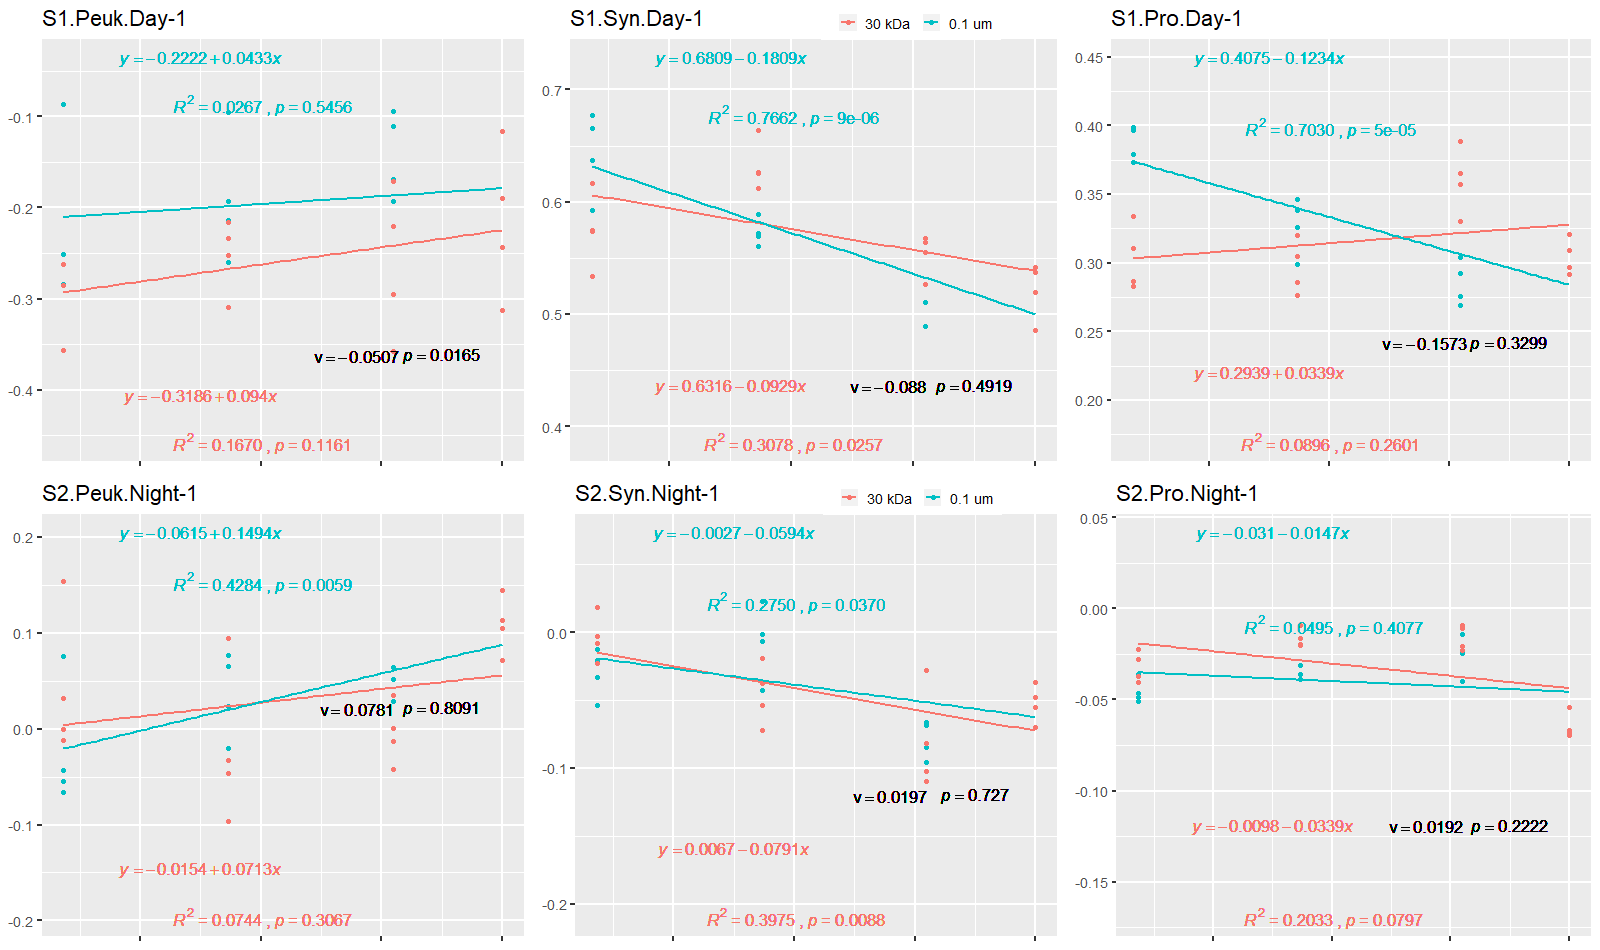 S1.Peuk.Day-1
y=−0.2222+0.0433x
R2=0.0267 , p=0.5456
-0.1
-0.2
-0.3
-0.4
v=−0.0507 p=0.0165
y=−0.3186+0.094x
R2=0.1670 , p=0.1161
S1.Syn.Day-1
30 kDa 0.1 um
y=0.6809−0.1809x
R2=0.7662 , p=9e-06
0.7
0.6
0.5
0.4
y=0.6316−0.0929x
v=−0.088 p=0.4919
R2=0.3078 , p=0.0257
S1.Pro.Day-1
y=0.4075−0.1234x
R2=0.7030 , p=5e-05
0.45
0.40
0.35
0.30
0.25
0.20
v=−0.1573 p=0.3299
y=0.2939+0.0339x
R2=0.0896 , p=0.2601
S2.Peuk.Night-1
y=−0.0615+0.1494x
R2=0.4284 , p=0.0059
0.2
0.1
0.0
-0.1
-0.2
v=0.0781 p=0.8091
y=−0.0154+0.0713x
R2=0.0744 , p=0.3067
S2.Syn.Night-1
30 kDa 0.1 um
y=−0.0027−0.0594x
R2=0.2750 , p=0.0370
0.0
-0.1
-0.2
v=0.0197 p=0.727
y=0.0067−0.0791x
R2=0.3975 , p=0.0088
S2.Pro.Night-1
y=−0.031−0.0147x
R2=0.0495 , p=0.4077
0.05
0.00
-0.05
-0.10
-0.15
y=−0.0098−0.0339x
v=0.0192 p=0.2222
R2=0.2033 , p=0.0797